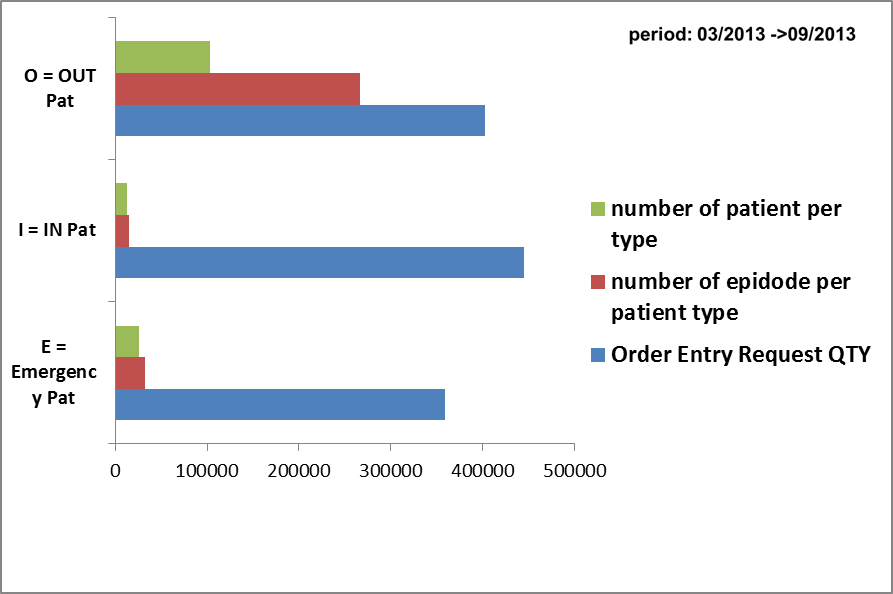 period: 03/2013 ->09/2013
O = OUT
Pat
I = IN Pat
E =
Emergenc
y Pat
0 100000 200000 300000 400000 500000
number of patient per
type
number of epidode per
patient type
Order Entry Request QTY